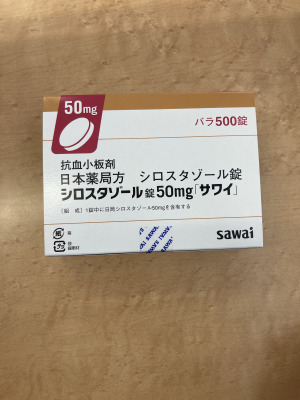 50mg
バラ500錠
抗血小板剤
日本薬局方 シロスタゾール錠
シロスタゾール錠50mg「サワイ」
[組 成] 1錠中に日局シロスタゾール50mgを含有する
紙
箱
sawai